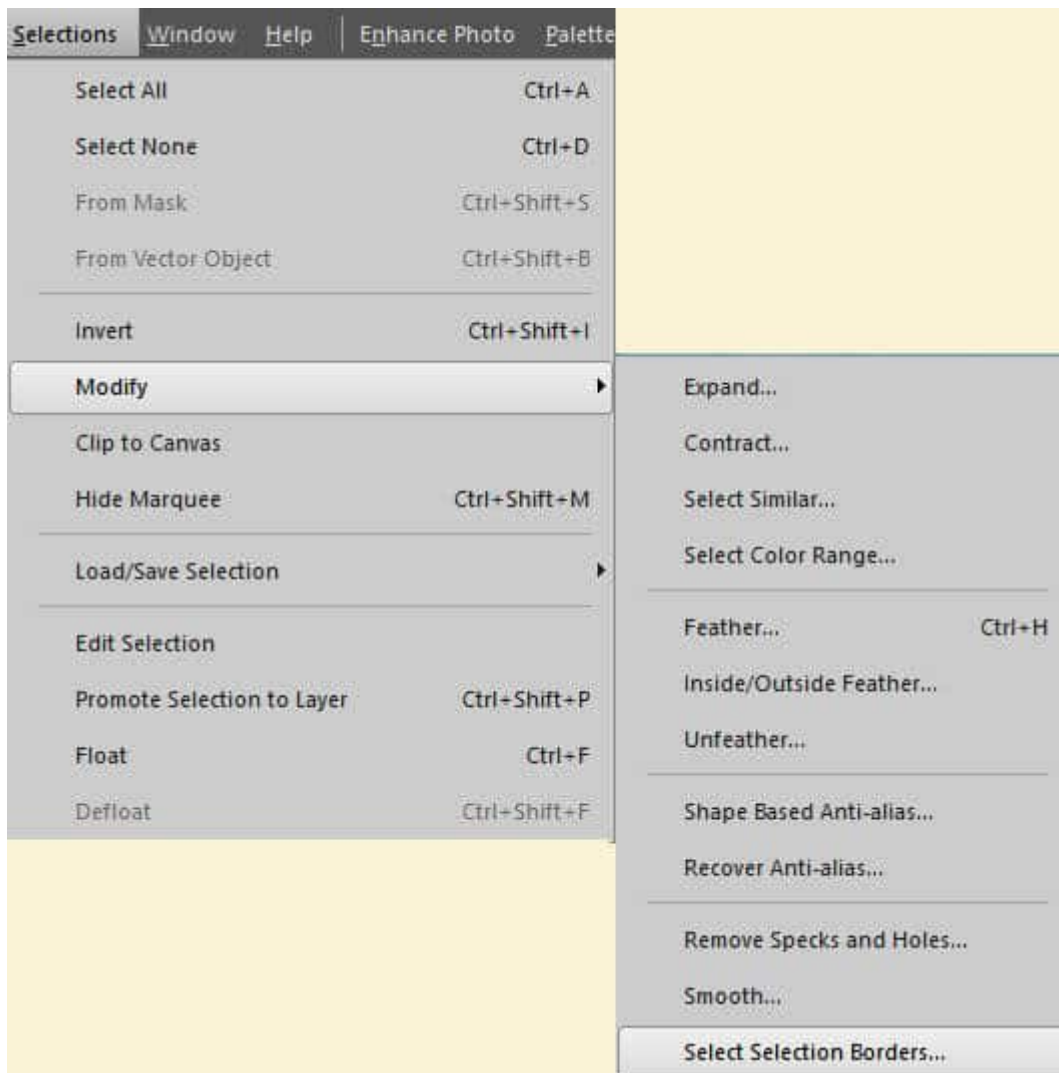 Selections Window Help Enhance Photo Palette
Select All Ctrl+A
Select None Ctrl+D
From Mask Ctrl+Shift+S
From Vector Object Ctrl+Shift+B
Invert Ctrl+Shift+I
Modify
Clip to Canvas
Hide Marquee Ctrl+Shift+M
Load/Save Selection
Edit Selection
Promote Selection to Layer Ctrl+Shift+P
Float Ctrl+F
Defloat Ctrl+Shift+F
Expand...
Contract...
Select Similar...
Select Color Range...
Feather... Ctrl+H
Inside/Outside Feather...
Unfeather...
Shape Based Anti-alias...
Recover Anti-alias...
Remove Specks and Holes...
Smooth...
Select Selection Borders...